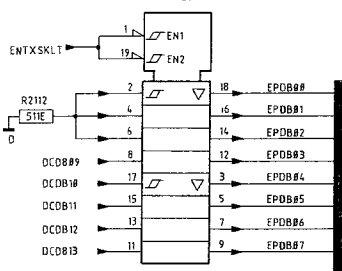 1 EN1
ENTXSKLT
19 EN2
R2112
2 18 EPDB00
511E
4 16 EPDB01
D
6 14 EPDB02
DCDB09 8 12 EPDB03
DCDB10 17 3 EPDB04
DCDB11 15 5 EPDB05
DCDB12 13 7 EPDB06
DCDB13 11 9 EPDB07